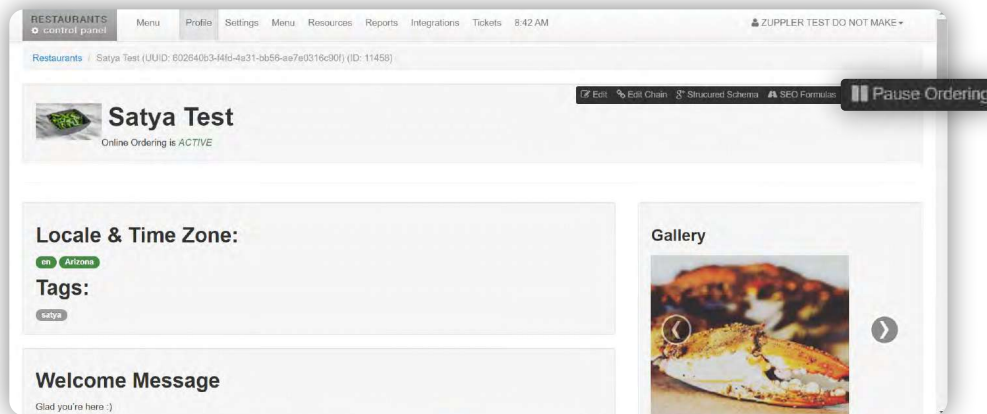 RESTAURANTS
control panel
Menu Profile Settings Menu Resources Reports Integrations Tickets 8:42 AM ZUPPLER TEST DO NOT MAKE
Restaurants / Satya Test (UUID: 602640b3-f4fd-4a31-bb56-ae7e0316c90f) (ID: 11458)
Edit Edit Chain Strucured Schema SEO Formulas Pause Ordering
Satya Test
Online Ordering is ACTIVE
Locale & Time Zone:
en Arizona
Tags:
satya
Gallery
Welcome Message
Glad you're here :)